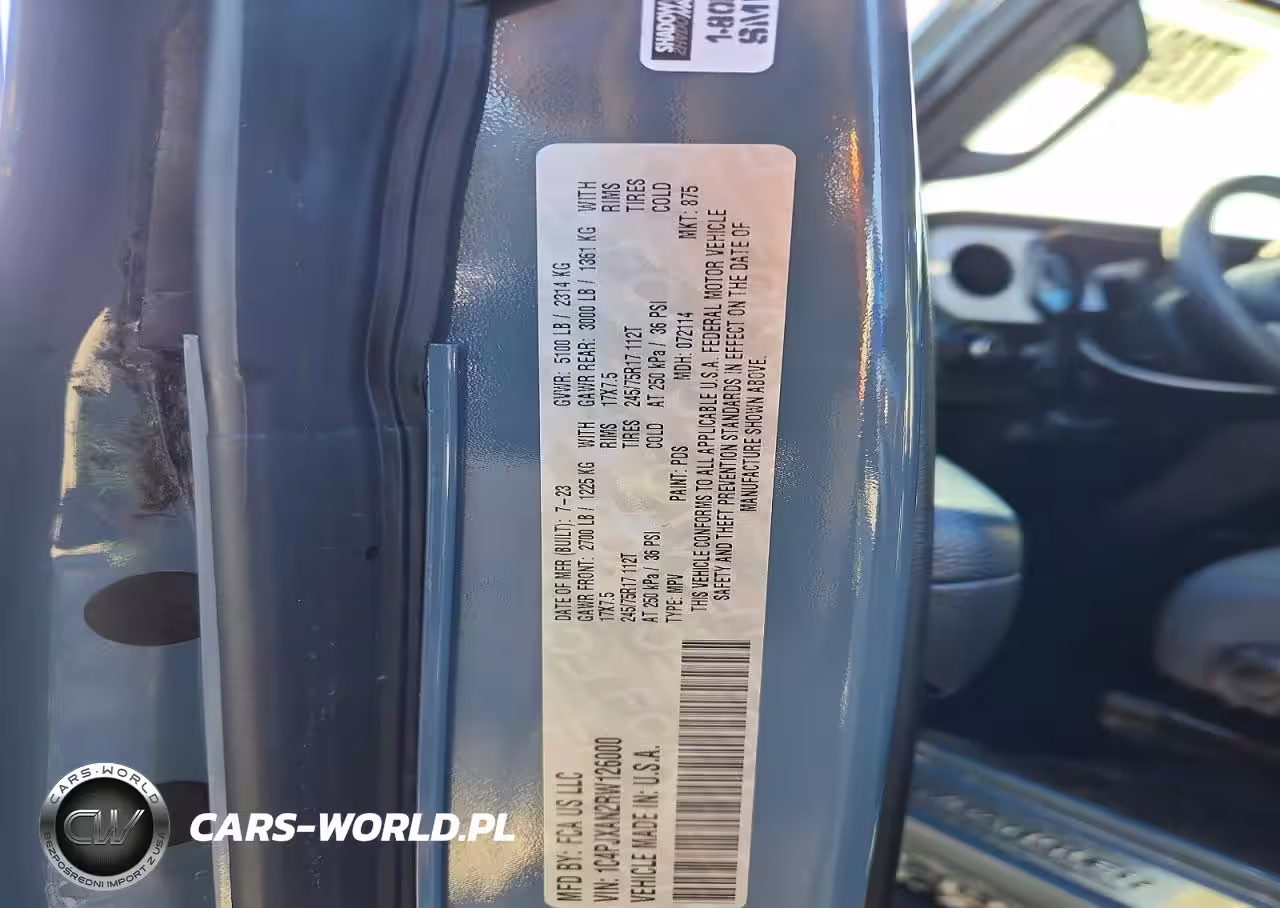 SHADOW
1-80
SMI
MFD BY: FCA US LLC
VIN: 1C4PJXAN2RW126000
VEHICLE MADE IN: U.S.A.
DATE OF MFR (BUILT): 7-23
GVWR: 5100 LB / 2314 KG
GAWR FRONT: 2700 LB / 1225 KG WITH
17X7.5 RIMS
245/75R17 112T TIRES
AT 250 kPa / 36 PSI COLD
GAWR REAR: 3000 LB / 1361 KG WITH
17X7.5 RIMS
245/75R17 112T TIRES
AT 250 kPa / 36 PSI COLD
TYPE: MPV PAINT: PDS MDH: 072114 MKT: 875
THIS VEHICLE CONFORMS TO ALL APPLICABLE U.S.A. FEDERAL MOTOR VEHICLE
SAFETY AND THEFT PREVENTION STANDARDS IN EFFECT ON THE DATE OF
MANUFACTURE SHOWN ABOVE.
CARS-WORLD
CW
BEZPOŚREDNI IMPORT Z USA
CARS-WORLD.PL